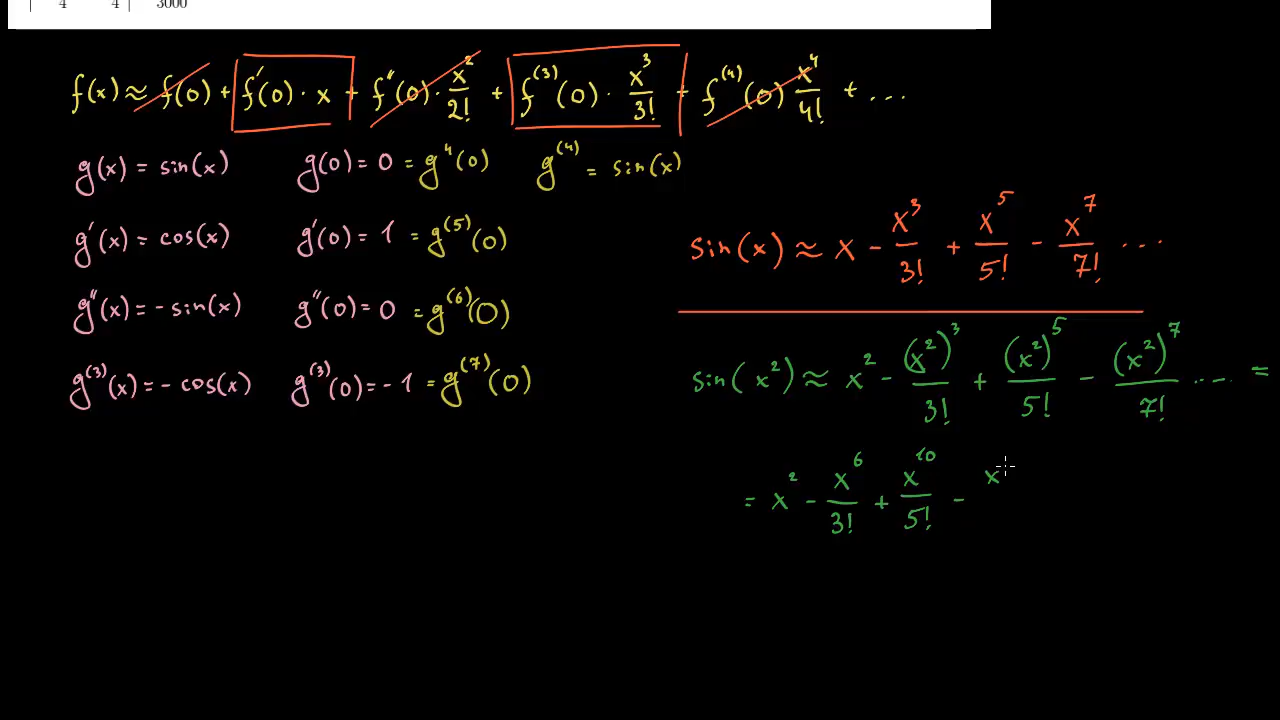 | 4 4 | 3000
f(x) ≈ f(0) + f'(0) · x + f''(0) · x²/2! + f⁽³⁾(0) · x³/3! + f⁽⁴⁾(0) x⁴/4! + ...
g(x) = sin(x) g(0) = 0 = g⁴(0) g⁽⁴⁾ = sin(x)
g'(x) = cos(x) g'(0) = 1 = g⁽⁵⁾(0)
g''(x) = - sin(x) g''(0) = 0 = g⁽⁶⁾(0)
g⁽³⁾(x) = - cos(x) g⁽³⁾(0) = - 1 = g⁽⁷⁾(0)
sin(x) ≈ x - x³/3! + x⁵/5! - x⁷/7! ...
sin(x²) ≈ x² - (x²)³/3! + (x²)⁵/5! - (x²)⁷/7! .... =
= x² - x⁶/3! + x¹⁰/5! - x